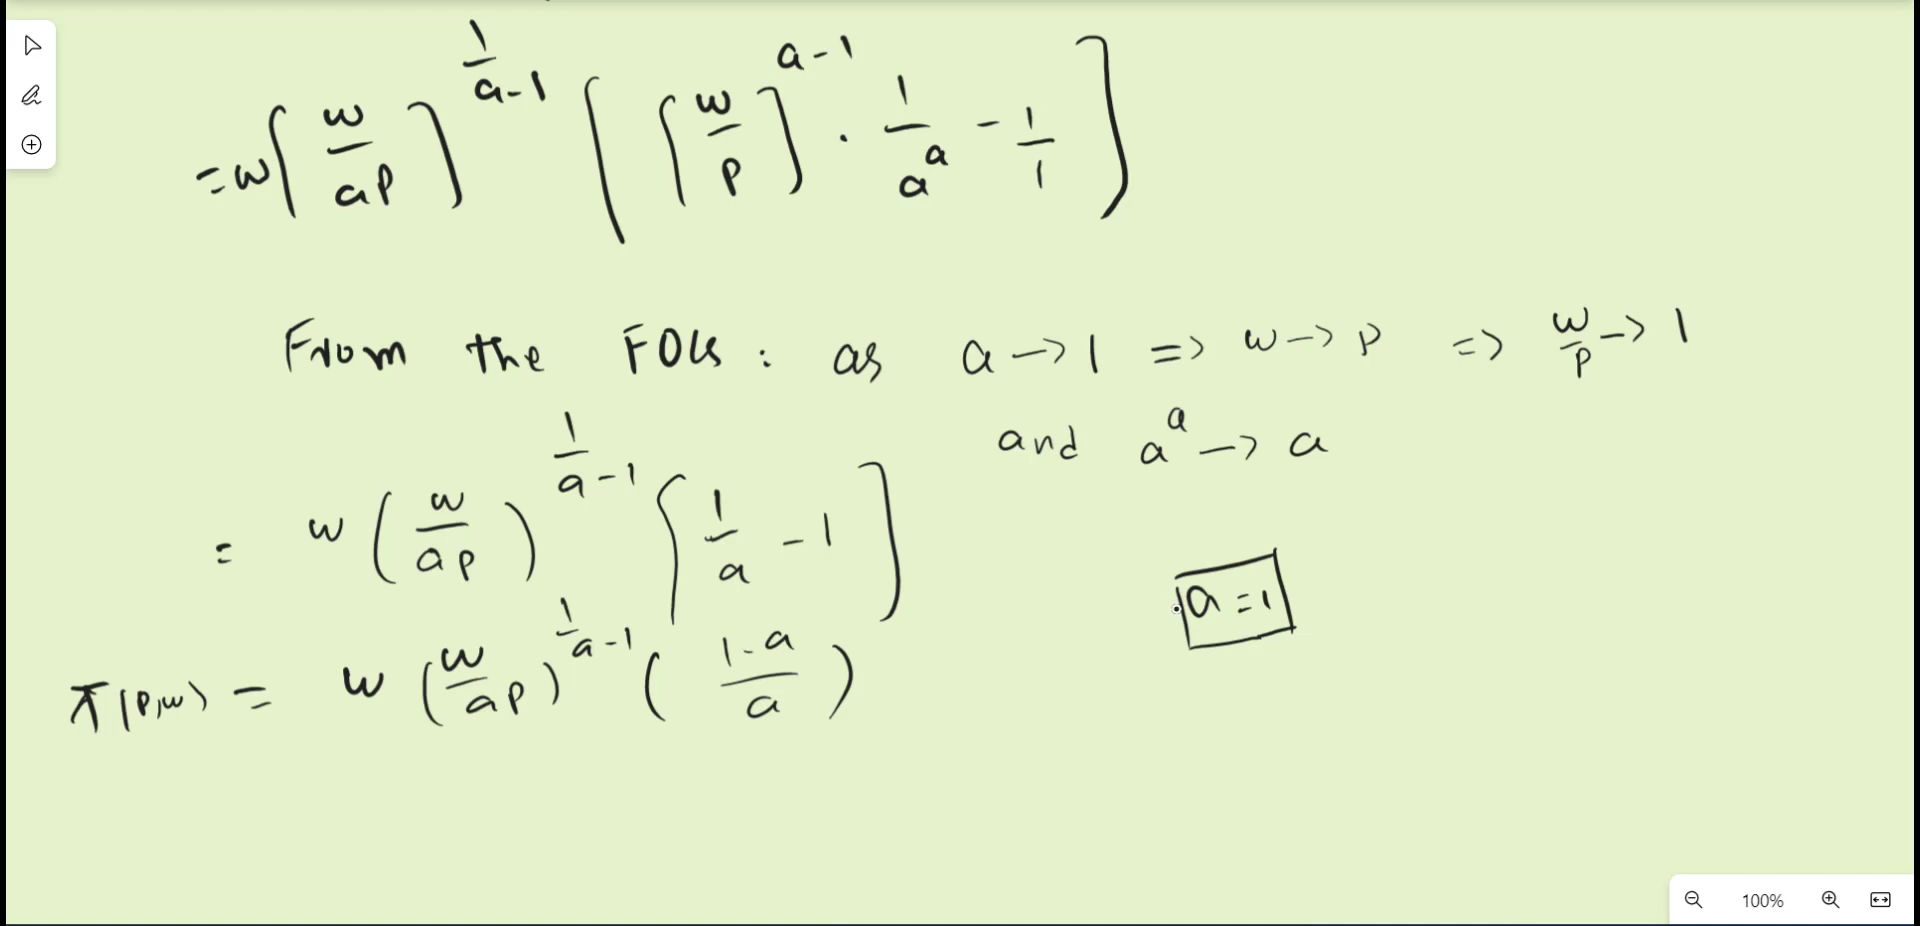 = w [ w/ap ]^(1/(a-1)) [ [ w/p ]^(a-1) · 1/a^a - 1/1 ]
From the FOCs : as a -> 1 => w -> p => w/p -> 1
and a^a -> a
= w ( w/ap )^(1/(a-1)) [ 1/a - 1 ]
a = 1
π(p,w) = w ( w/ap )^(1/(a-1)) ( (1-a)/a )
100%